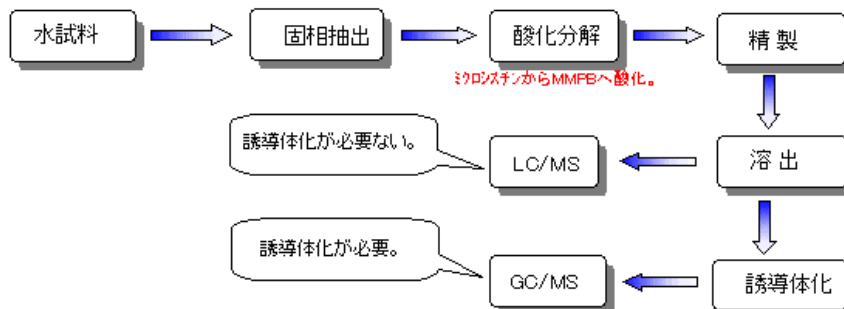 水試料
固相抽出
酸化分解
精 製
ミクロシスチンからMMPBへ酸化。
誘導体化が必要ない。
LC/MS
溶 出
誘導体化が必要。
GC/MS
誘導体化